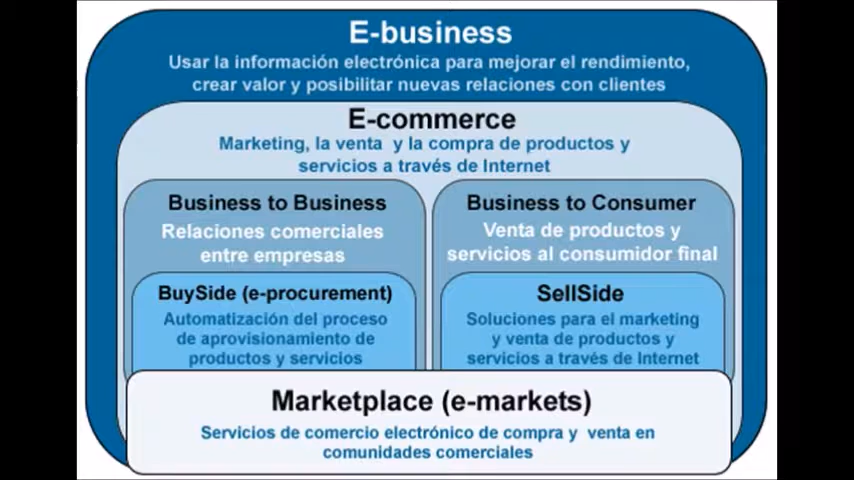 E-business
Usar la información electrónica para mejorar el rendimiento,
crear valor y posibilitar nuevas relaciones con clientes
E-commerce
Marketing, la venta y la compra de productos y
servicios a través de Internet
Business to Business
Relaciones comerciales
entre empresas
Business to Consumer
Venta de productos y
servicios al consumidor final
BuySide (e-procurement)
Automatización del proceso
de aprovisionamiento de
productos y servicios
SellSide
Soluciones para el marketing
y venta de productos y
servicios a través de Internet
Marketplace (e-markets)
Servicios de comercio electrónico de compra y venta en
comunidades comerciales